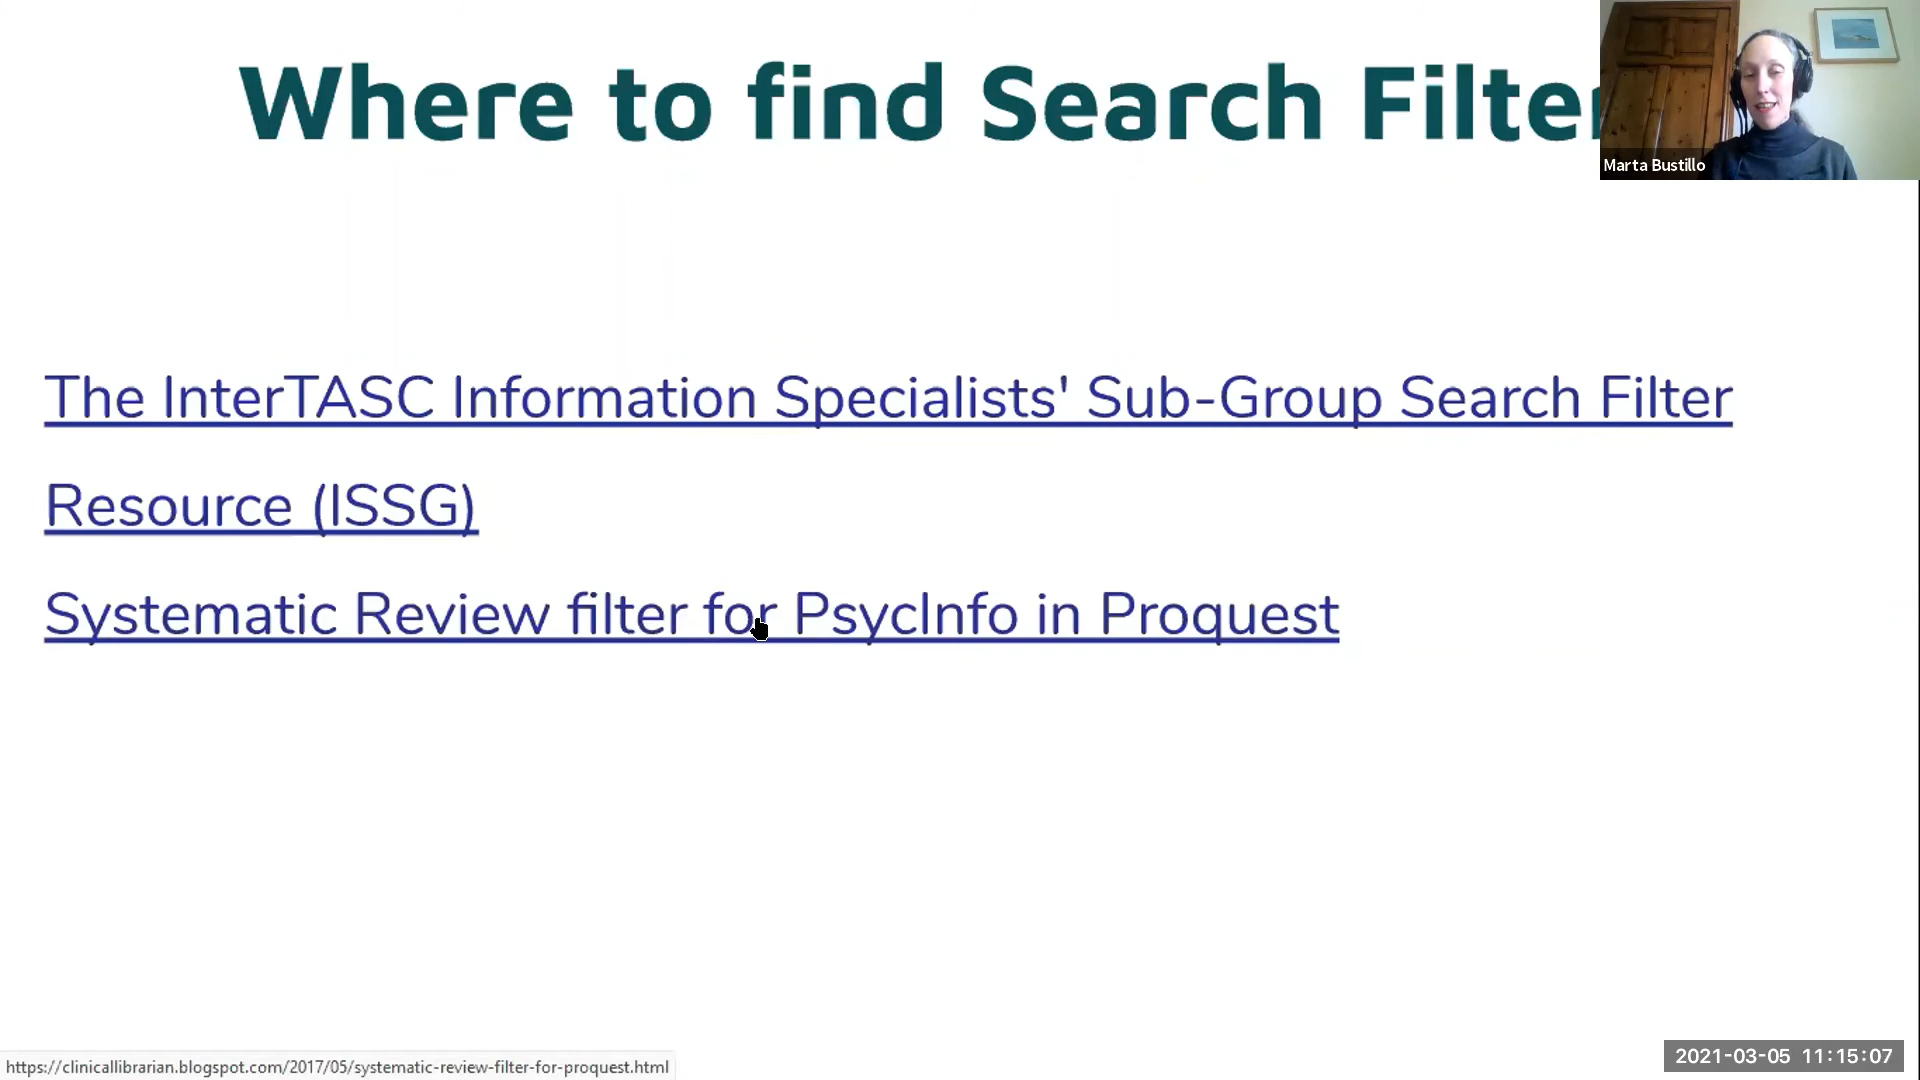 Where to find Search Filter
Marta Bustillo
The InterTASC Information Specialists' Sub-Group Search Filter
Resource (ISSG)
Systematic Review filter for PsycInfo in Proquest
https://clinicallibrarian.blogspot.com/2017/05/systematic-review-filter-for-proquest.html
2021-03-05 11:15:07